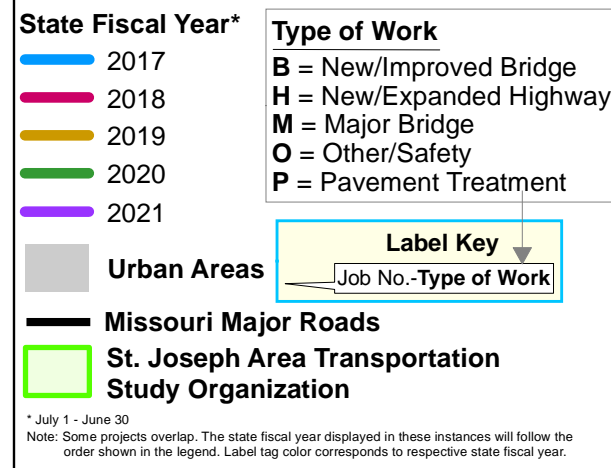 State Fiscal Year*
2017
2018
2019
2020
2021
Urban Areas
Missouri Major Roads
St. Joseph Area Transportation
Study Organization
Type of Work
B = New/Improved Bridge
H = New/Expanded Highway
M = Major Bridge
O = Other/Safety
P = Pavement Treatment
Label Key
Job No.-Type of Work
* July 1 - June 30
Note: Some projects overlap. The state fiscal year displayed in these instances will follow the
order shown in the legend. Label tag color corresponds to respective state fiscal year.